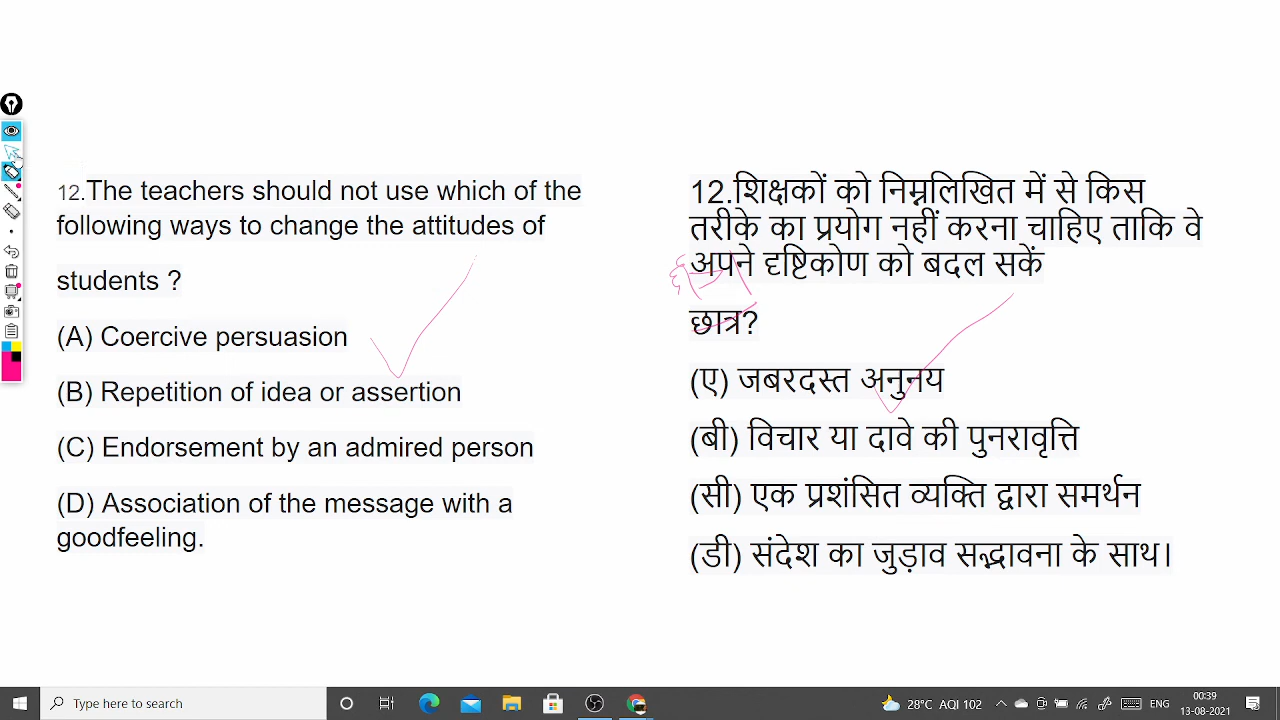 12.The teachers should not use which of the
following ways to change the attitudes of
students ?
(A) Coercive persuasion
(B) Repetition of idea or assertion
(C) Endorsement by an admired person
(D) Association of the message with a
goodfeeling.
12.शिक्षकों को निम्नलिखित में से किस
तरीके का प्रयोग नहीं करना चाहिए ताकि वे
अपने दृष्टिकोण को बदल सकें
छात्र?
(ए) जबरदस्त अनुनय
(बी) विचार या दावे की पुनरावृत्ति
(सी) एक प्रशंसित व्यक्ति द्वारा समर्थन
(डी) संदेश का जुड़ाव सद्भावना के साथ।
Type here to search
28°C AQI 102
ENG
00:39
13-08-2021